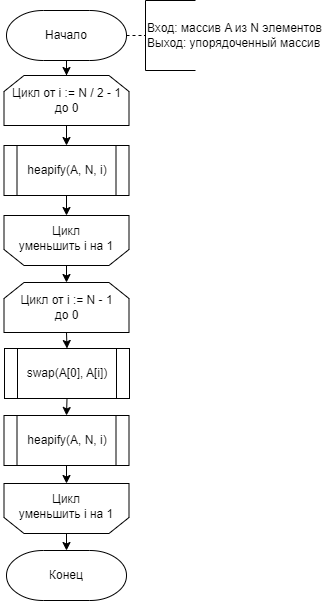 Начало
Вход: массив А из N элементов
Выход: упорядоченный массив
Цикл от i := N / 2 - 1
до 0
heapify(A, N, i)
Цикл
уменьшить i на 1
Цикл от i := N - 1
до 0
swap(A[0], A[i])
heapify(A, N, i)
Цикл
уменьшить i на 1
Конец